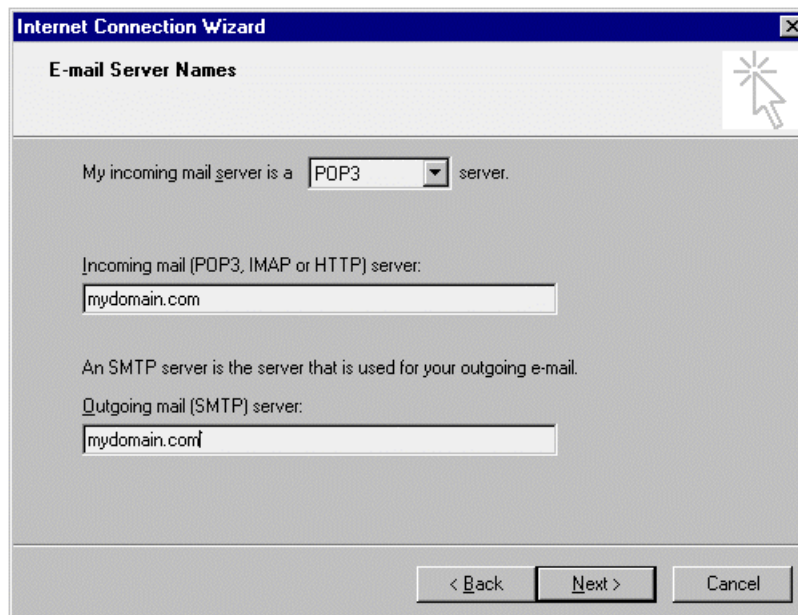 Internet Connection Wizard
E-mail Server Names
My incoming mail server is a POP3 server.
Incoming mail (POP3, IMAP or HTTP) server:
mydomain.com
An SMTP server is the server that is used for your outgoing e-mail.
Outgoing mail (SMTP) server:
mydomain.com
< Back Next > Cancel